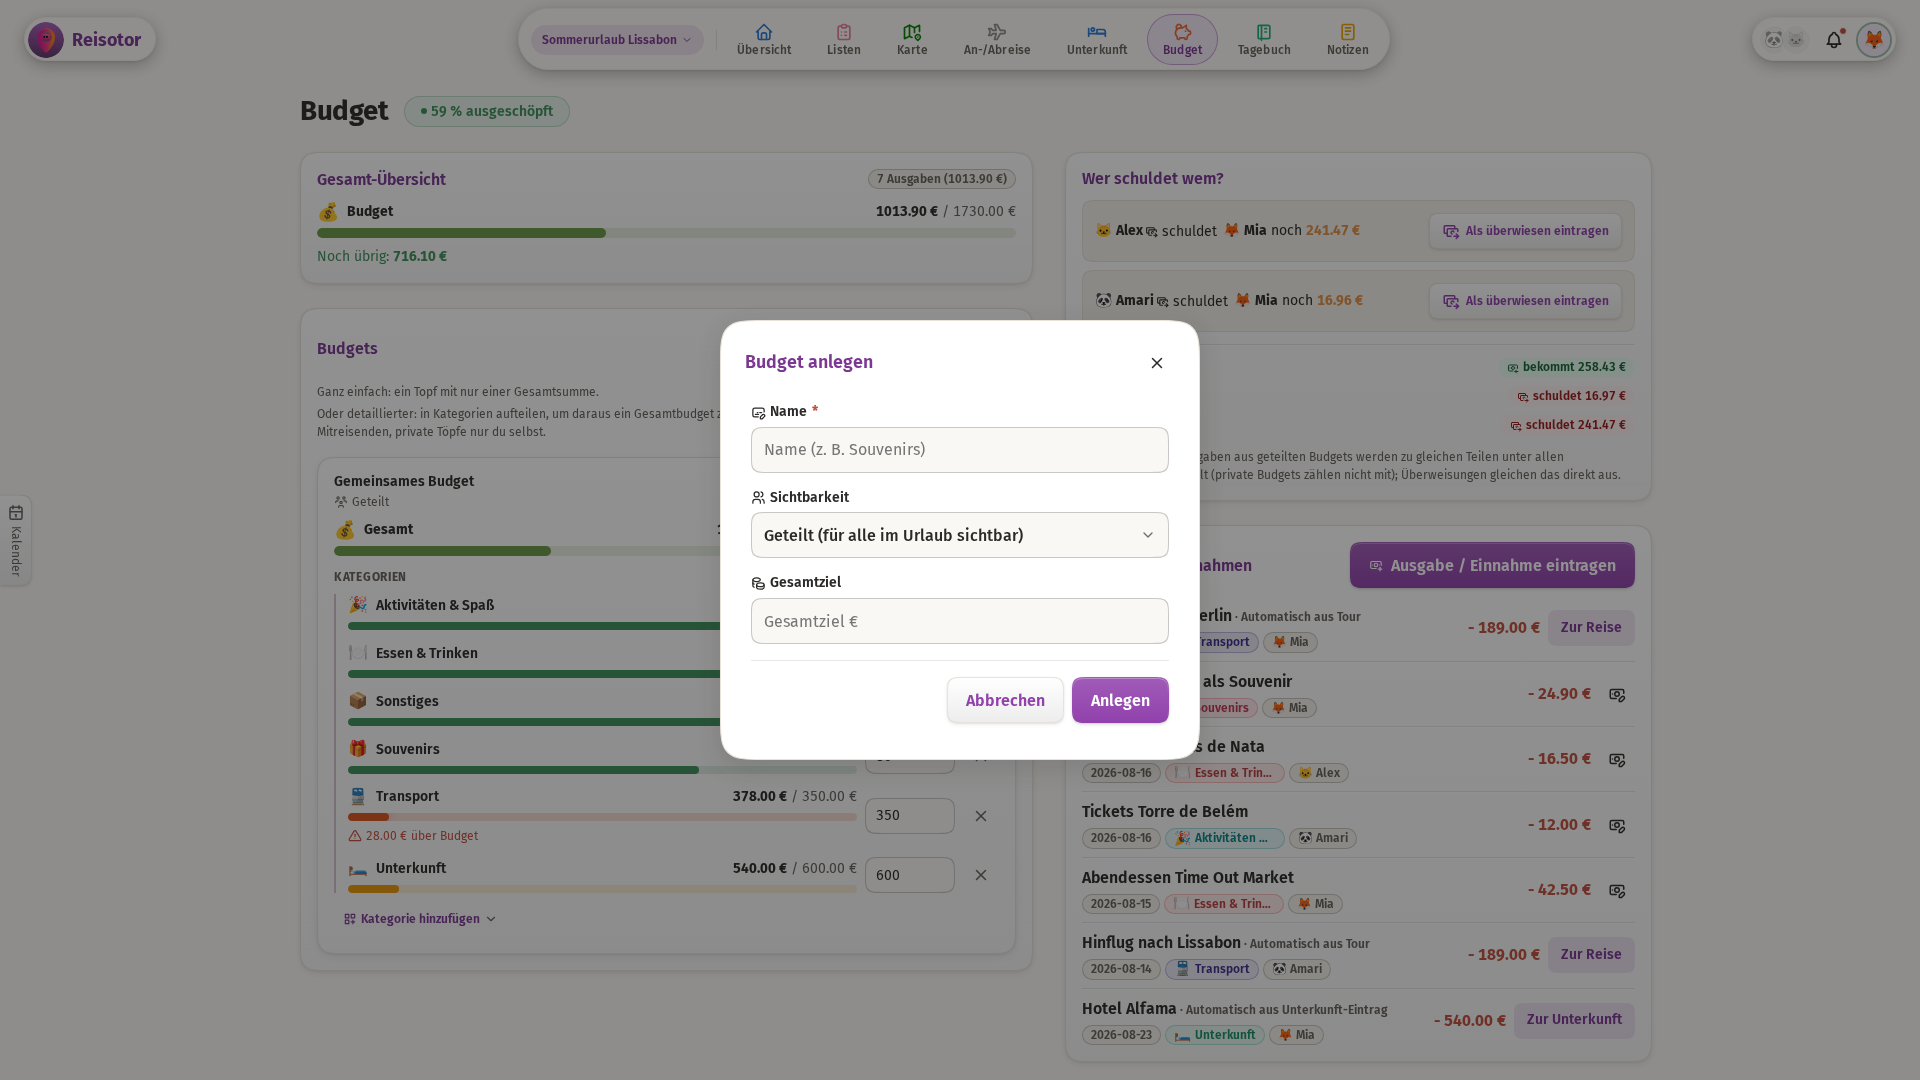 Reisotor
Sommerurlaub Lissabon
Übersicht
Listen
Karte
An-/Abreise
Unterkunft
Budget
Tagebuch
Notizen
Budget
59 % ausgeschöpft
Gesamt-Übersicht
7 Ausgaben (1013.90 €)
Budget
1013.90 € / 1730.00 €
Noch übrig: 716.10 €
Budgets
Ganz einfach: ein Topf mit nur einer Gesamtsumme.
Oder detaillierter: in Kategorien aufteilen, um daraus ein Gesamtbudget
Mitreisenden, private Töpfe nur du selbst.
Gemeinsames Budget
Geteilt
Gesamt
KATEGORIEN
Aktivitäten & Spaß
Essen & Trinken
Sonstiges
Souvenirs
Transport
378.00 € / 350.00 €
350
28.00 € über Budget
Unterkunft
540.00 € / 600.00 €
600
Kategorie hinzufügen
Kalender
Wer schuldet wem?
Alex schuldet Mia noch 241.47 €
Als überwiesen eintragen
Amari schuldet Mia noch 16.96 €
Als überwiesen eintragen
bekommt 258.43 €
schuldet 16.97 €
schuldet 241.47 €
aus geteilten Budgets werden zu gleichen Teilen unter allen
(private Budgets zählen nicht mit); Überweisungen gleichen das direkt aus.
Ausgabe / Einnahme eintragen
· Automatisch aus Tour
Transport
Mia
- 189.00 €
Zur Reise
als Souvenir
Souvenirs
Mia
- 24.90 €
de Nata
2026-08-16
Essen & Trin...
Alex
- 16.50 €
Tickets Torre de Belém
2026-08-16
Aktivitäten ...
Amari
- 12.00 €
Abendessen Time Out Market
2026-08-15
Essen & Trin...
Mia
- 42.50 €
Hinflug nach Lissabon · Automatisch aus Tour
2026-08-14
Transport
Amari
- 189.00 €
Zur Reise
Hotel Alfama · Automatisch aus Unterkunft-Eintrag
2026-08-23
Unterkunft
Mia
- 540.00 €
Zur Unterkunft
Budget anlegen
Name *
Name (z. B. Souvenirs)
Sichtbarkeit
Geteilt (für alle im Urlaub sichtbar)
Gesamtziel
Gesamtziel €
Abbrechen
Anlegen